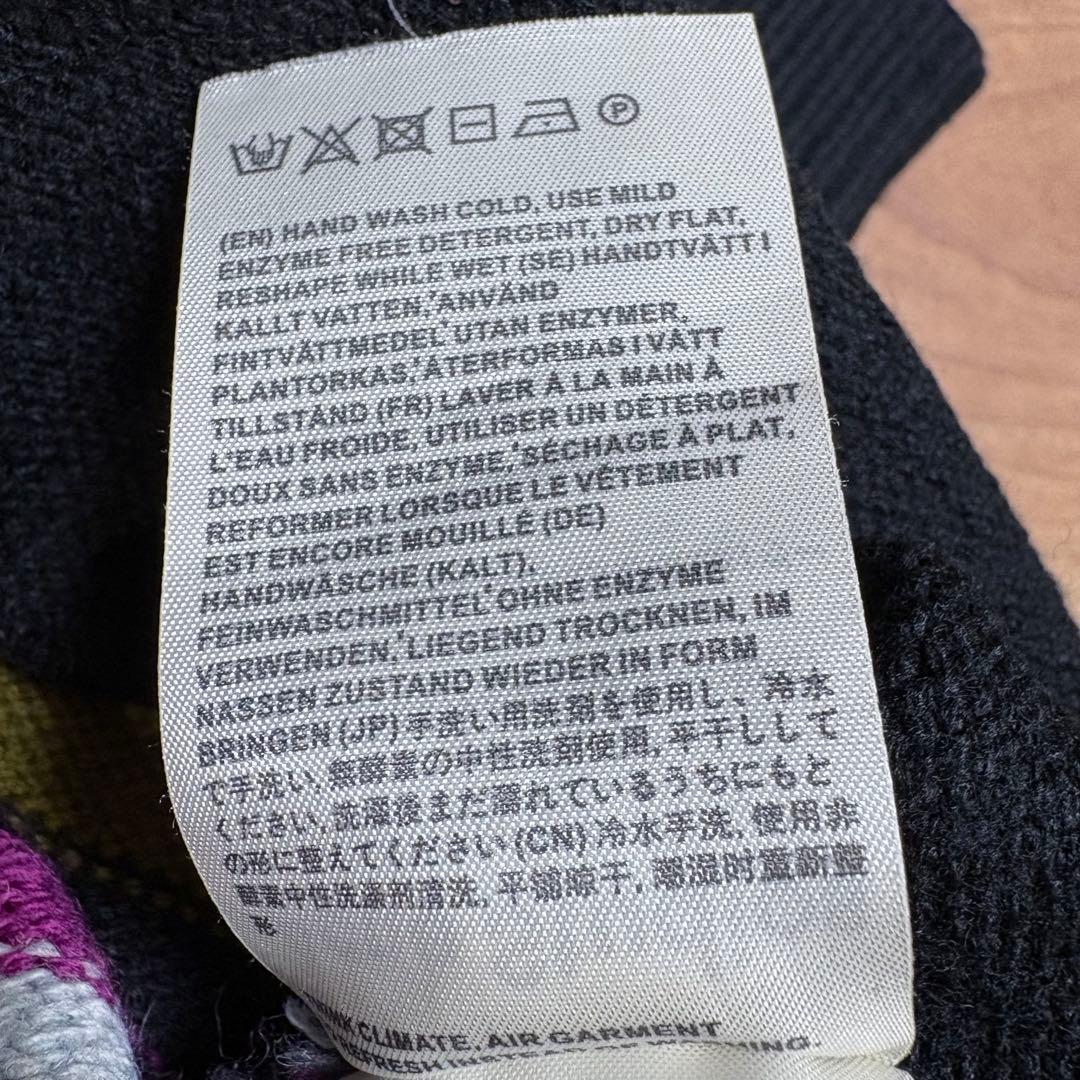 P
(EN) HAND WASH COLD, USE MILD
ENZYME FREE DETERGENT, DRY FLAT,
RESHAPE WHILE WET (SE) HANDTVÄTT I
KALLT VATTEN, ANVÄND
FINTVÄTTMEDEL UTAN ENZYMER,
PLANTORKAS, ÅTERFORMAS I VÅTT
TILLSTÅND (FR) LAVER À LA MAIN À
L'EAU FROIDE, UTILISER UN DÉTERGENT
DOUX SANS ENZYME, SÉCHAGE À PLAT,
REFORMER LORSQUE LE VÊTEMENT
EST ENCORE MOUILLÉ (DE)
HANDWÄSCHE (KALT),
FEINWASCHMITTEL OHNE ENZYME
VERWENDEN, LIEGEND TROCKNEN, IM
NASSEN ZUSTAND WIEDER IN FORM
BRINGEN (JP) 手洗い用洗剤を使用し、冷水
で手洗い, 無酵素の中性洗剤使用, 平干しして
ください, 洗濯後まだ濡れているうちにもと
の形に整えてください (CN) 冷水手洗, 使用非
酵素中性洗涤剂清洗, 平铺晾干, 潮湿时重新整
形
CLIMATE, AIR GARMENT
REFRESH INSTEAD